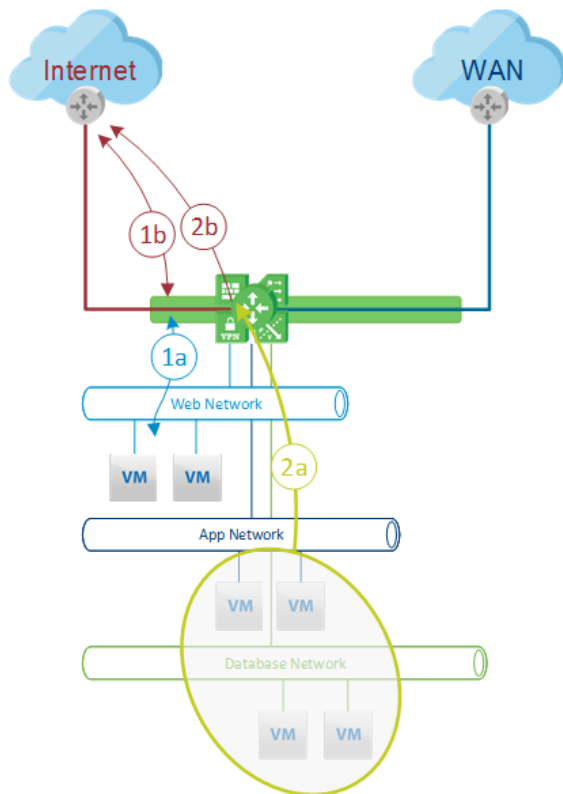 Internet
WAN
1b
2b
VPN
1a
Web Network
VM
VM
2a
App Network
VM
VM
Database Network
VM
VM